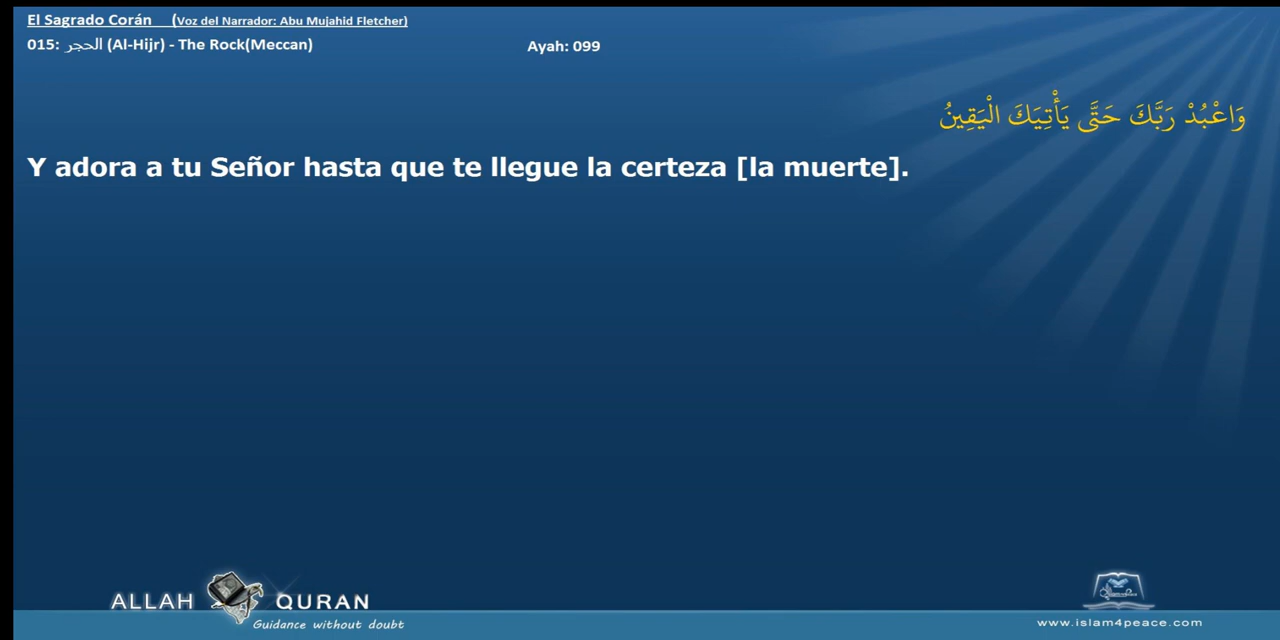 El Sagrado Corán (Voz del Narrador: Abu Mujahid Fletcher)
015: الحجر (Al-Hijr) - The Rock(Meccan) Ayah: 099
وَاعْبُدْ رَبَّكَ حَتَّى يَأْتِيَكَ الْيَقِينُ
Y adora a tu Señor hasta que te llegue la certeza [la muerte].
ALLAH QURAN
Guidance without doubt
www.islam4peace.com